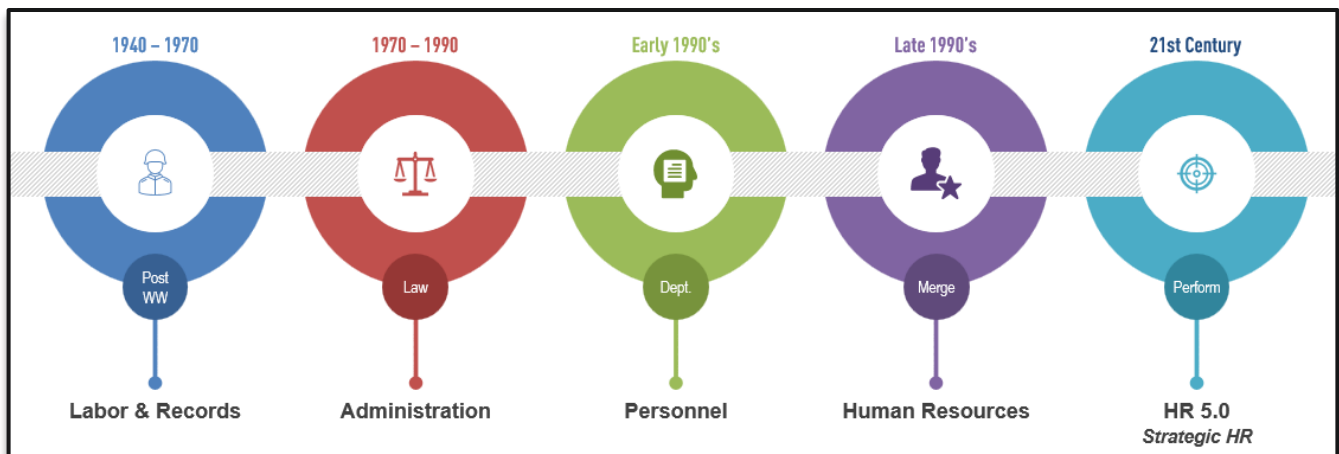 1940 – 1970
1970 – 1990
Early 1990's
Late 1990's
21st Century
Post
WW
Law
Dept.
Merge
Perform
Labor & Records
Administration
Personnel
Human Resources
HR 5.0
Strategic HR